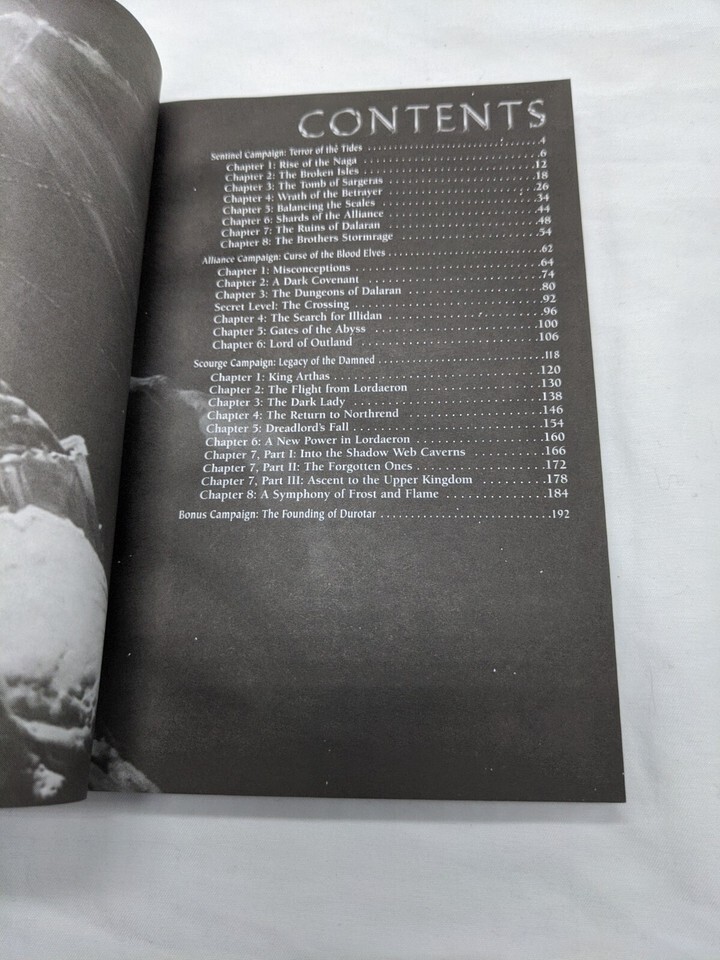 CONTENTS
Sentinel Campaign: Terror of the Tides ........................4
Chapter 1: Rise of the Naga ........................6
Chapter 2: The Broken Isles ........................12
Chapter 3: The Tomb of Sargeras ........................18
Chapter 4: Wrath of the Betrayer ........................26
Chapter 5: Balancing the Scales ........................34
Chapter 6: Shards of the Alliance ........................44
Chapter 7: The Ruins of Dalaran ........................48
Chapter 8: The Brothers Stormrage ........................54
Alliance Campaign: Curse of the Blood Elves ........................62
Chapter 1: Misconceptions ........................64
Chapter 2: A Dark Covenant ........................74
Chapter 3: The Dungeons of Dalaran ........................80
Secret Level: The Crossing ........................92
Chapter 4: The Search for Illidan ........................96
Chapter 5: Gates of the Abyss ........................100
Chapter 6: Lord of Outland ........................106
Scourge Campaign: Legacy of the Damned ........................118
Chapter 1: King Arthas ........................120
Chapter 2: The Flight from Lordaeron ........................130
Chapter 3: The Dark Lady ........................138
Chapter 4: The Return to Northrend ........................146
Chapter 5: Dreadlord's Fall ........................154
Chapter 6: A New Power in Lordaeron ........................160
Chapter 7, Part I: Into the Shadow Web Caverns ........................166
Chapter 7, Part II: The Forgotten Ones ........................172
Chapter 7, Part III: Ascent to the Upper Kingdom ........................178
Chapter 8: A Symphony of Frost and Flame ........................184
Bonus Campaign: The Founding of Durotar ........................192